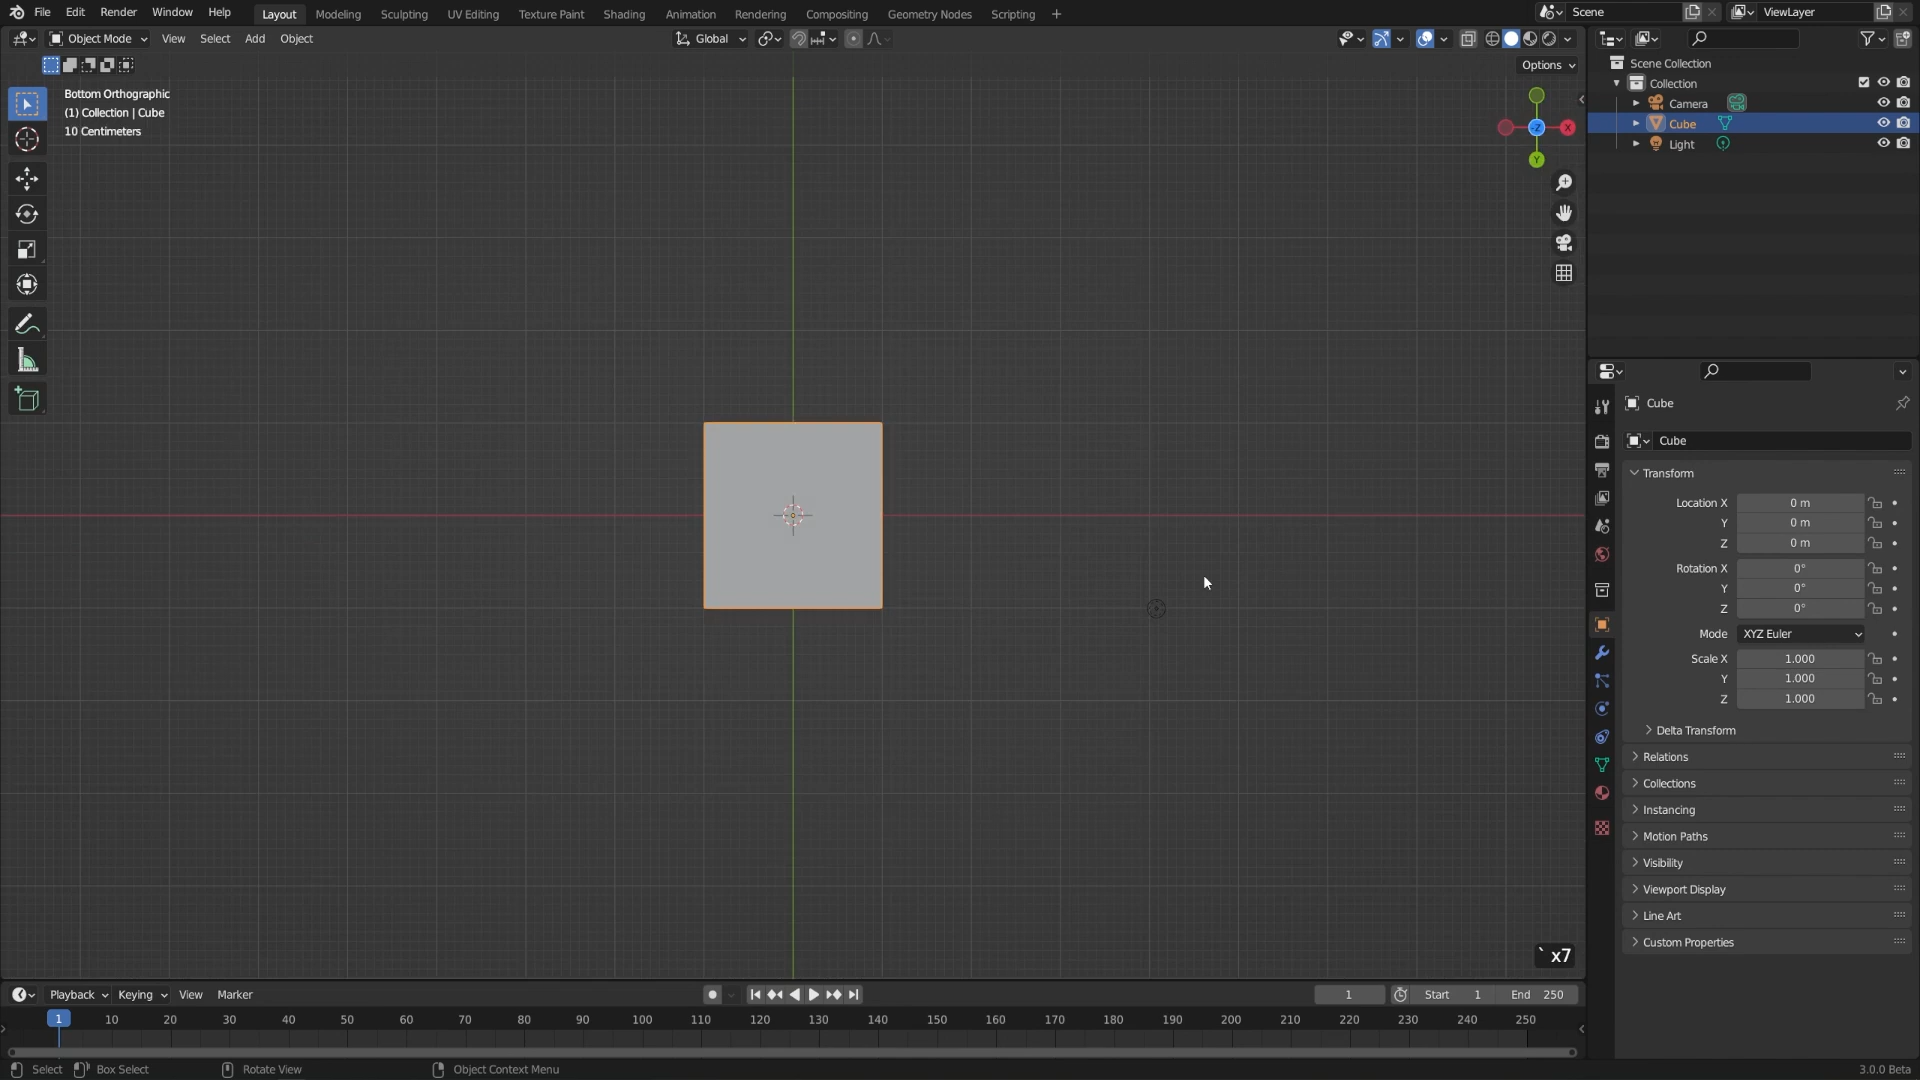 File Edit Render Window Help Layout Modeling Sculpting UV Editing Texture Paint Shading Animation Rendering Compositing Geometry Nodes Scripting + Scene ViewLayer
Object Mode View Select Add Object Global
Options
Bottom Orthographic
(1) Collection | Cube
10 Centimeters
-Z X
Y
Scene Collection
Collection
Camera
Cube
Light
Cube
Cube
Transform
Location X 0 m
Y 0 m
Z 0 m
Rotation X 0°
Y 0°
Z 0°
Mode XYZ Euler
Scale X 1.000
Y 1.000
Z 1.000
Delta Transform
Relations
Collections
Instancing
Motion Paths
Visibility
Viewport Display
Line Art
Custom Properties
` x7
Playback Keying View Marker 1 Start 1 End 250
1 10 20 30 40 50 60 70 80 90 100 110 120 130 140 150 160 170 180 190 200 210 220 230 240 250
Select Box Select Rotate View Object Context Menu 3.0.0 Beta